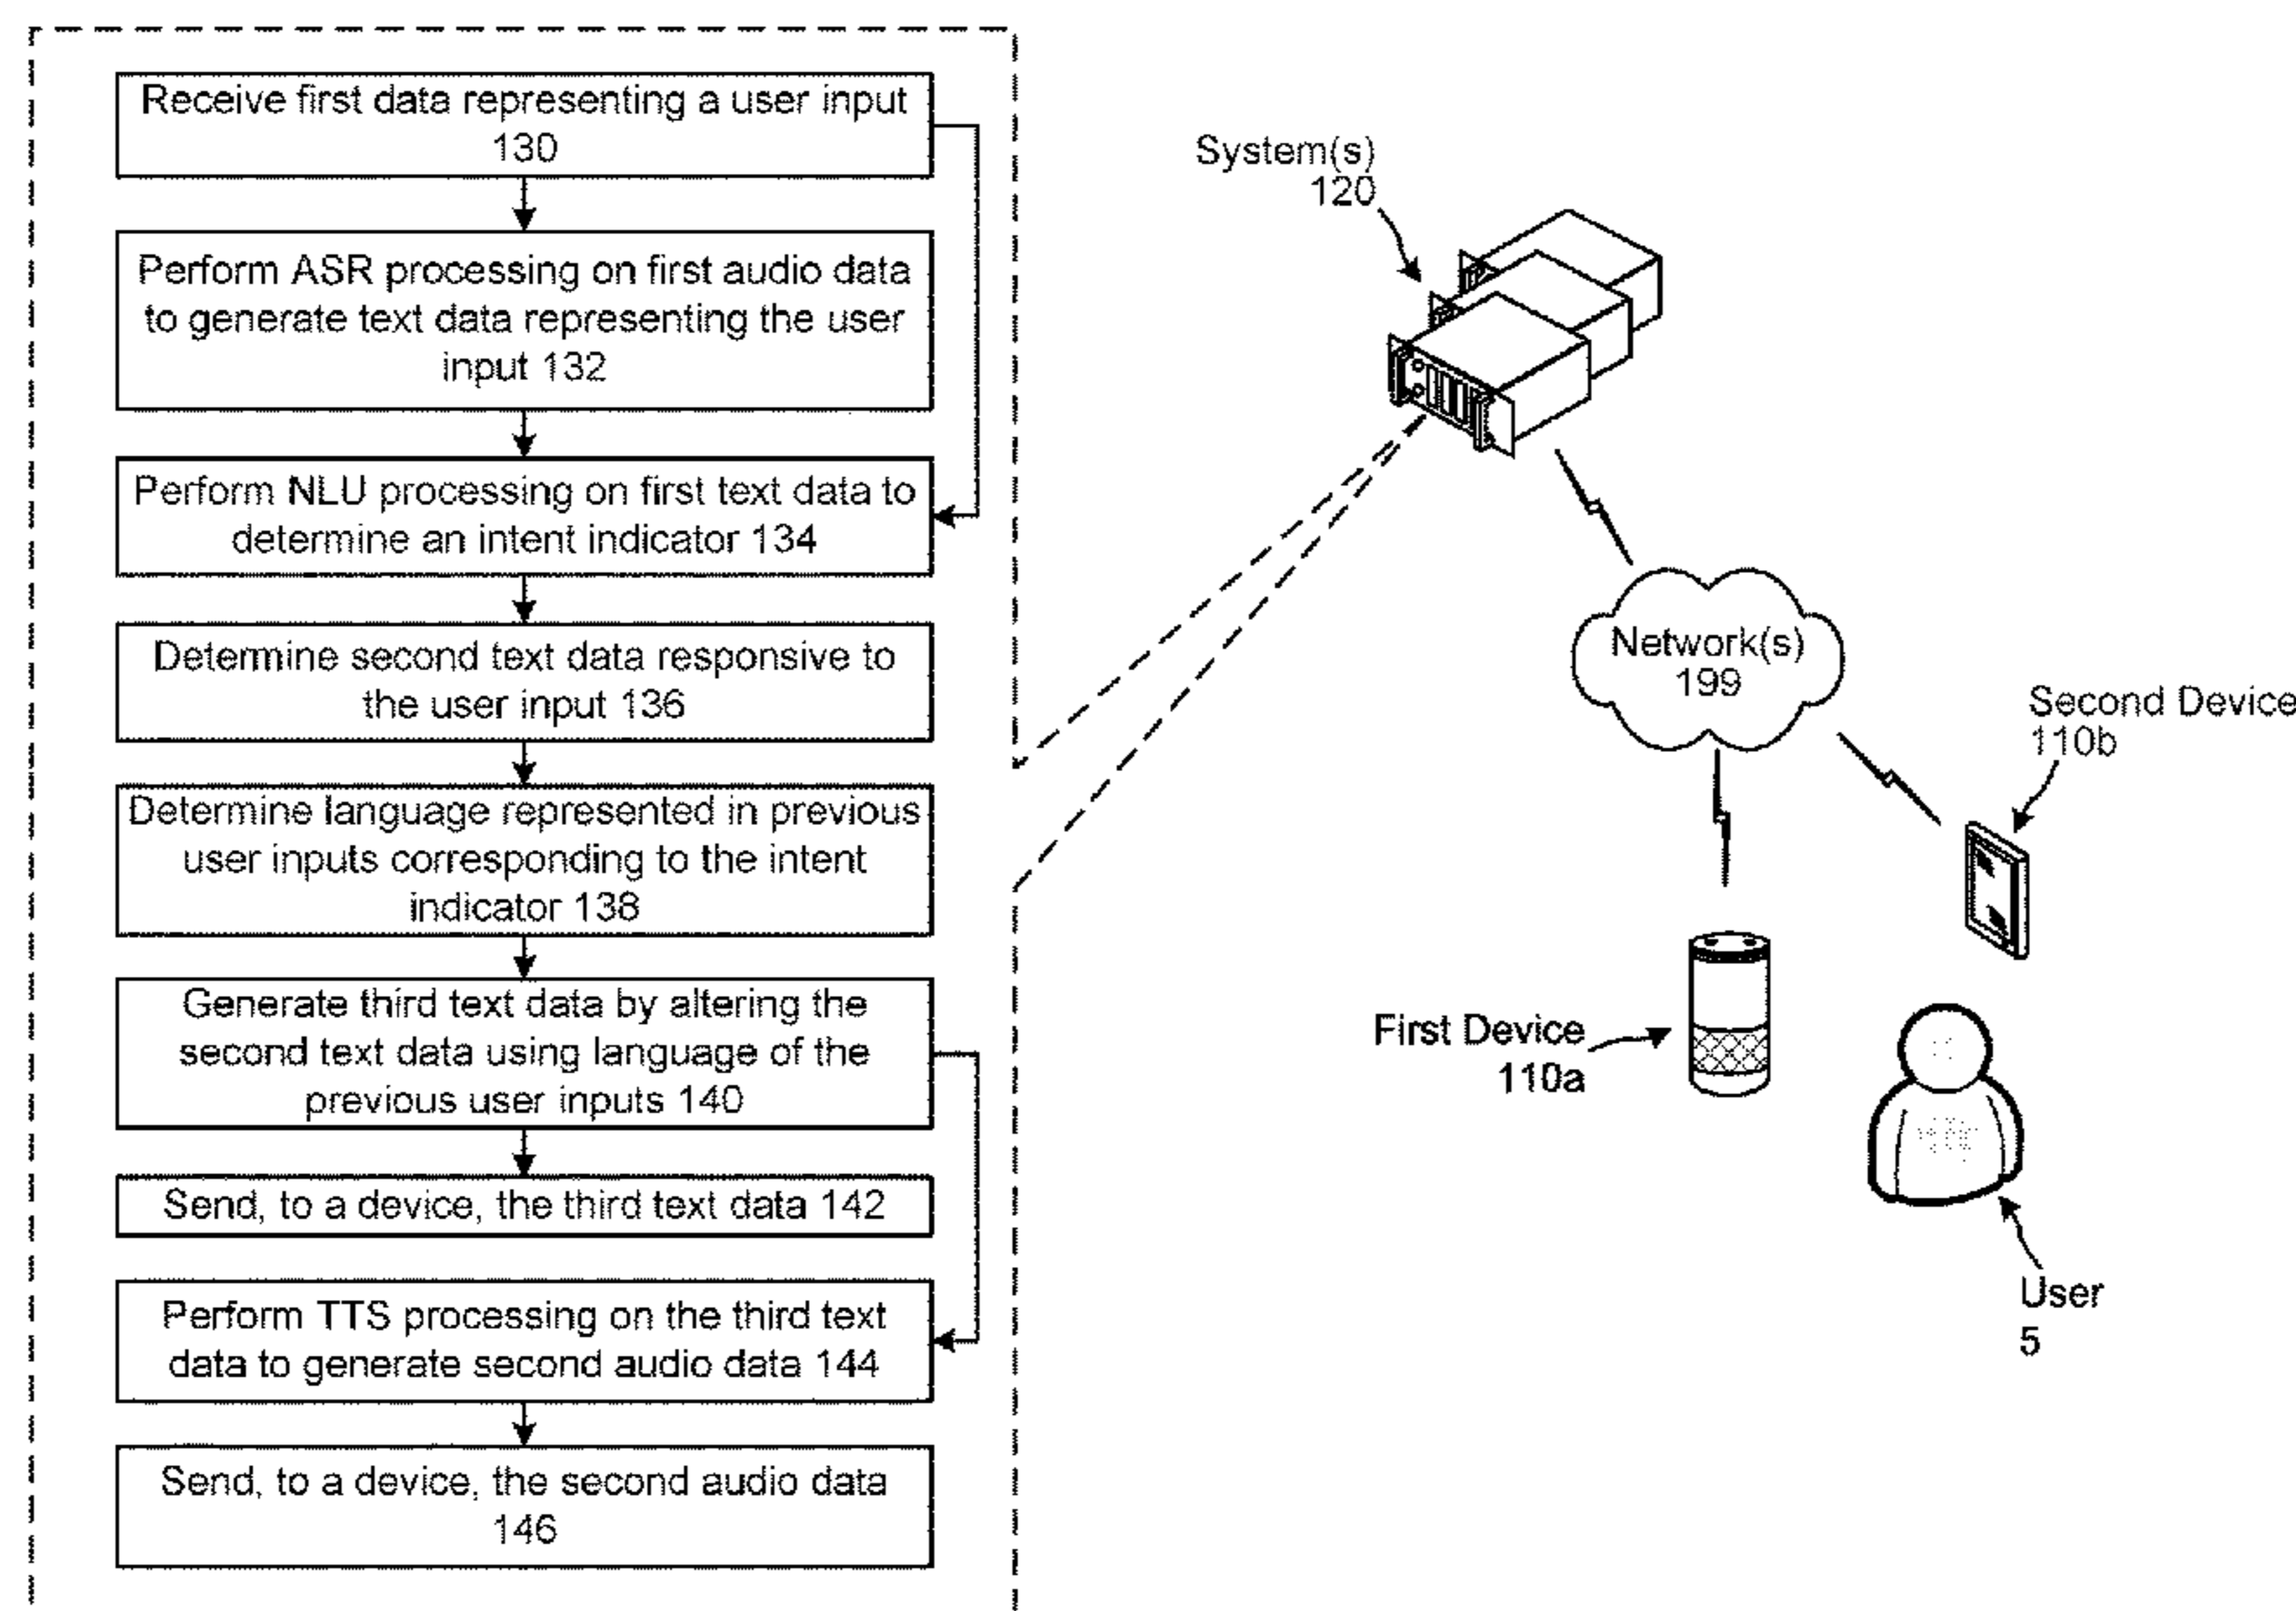 Receive first data representing a user input
130
Perform ASR processing on first audio data
to generate text data representing the user
input 132
Perform NLU processing on first text data to
determine an intent indicator 134
Determine second text data responsive to
the user input 136
Determine language represented in previous
user inputs corresponding to the intent
indicator 138
Generate third text data by altering the
second text data using language of the
previous user inputs 140
Send, to a device, the third text data 142
Perform TTS processing on the third text
data to generate second audio data 144
Send, to a device, the second audio data
146
System(s)
120
Network(s)
199
Second Device
110b
First Device
110a
User
5